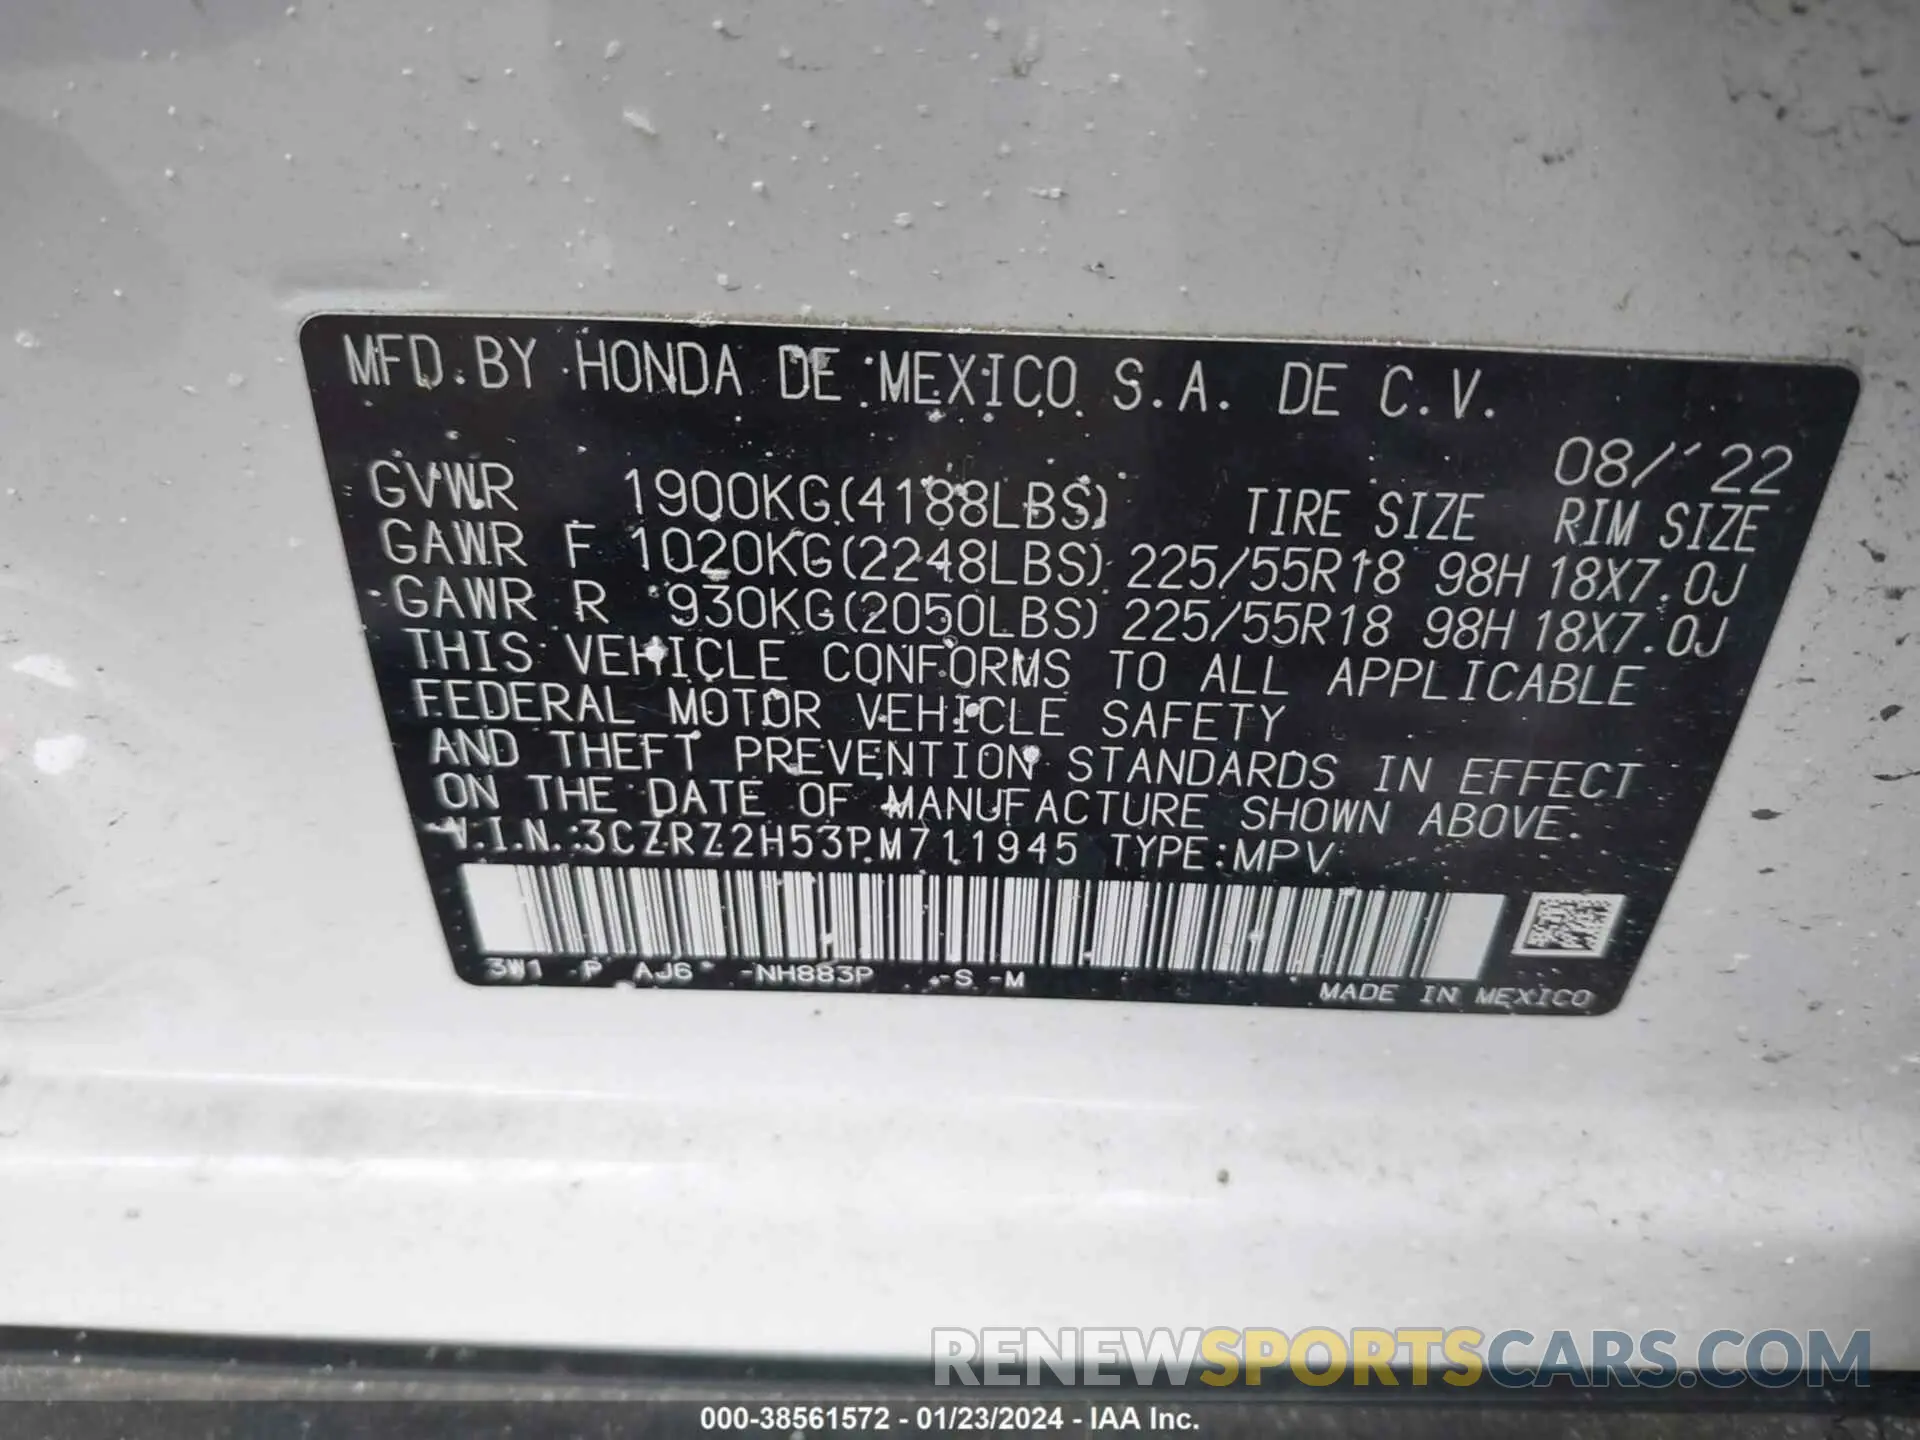 MFD. BY HONDA DE MEXICO S.A. DE C.V.
08/'22
GVWR 1900KG(4188LBS) TIRE SIZE RIM SIZE
GAWR F 1020KG(2248LBS) 225/55R18 98H 18X7.0J
GAWR R 930KG(2050LBS) 225/55R18 98H 18X7.0J
THIS VEHICLE CONFORMS TO ALL APPLICABLE
FEDERAL MOTOR VEHICLE SAFETY
AND THEFT PREVENTION STANDARDS IN EFFECT
ON THE DATE OF MANUFACTURE SHOWN ABOVE.
V.I.N.:3CZRZ2H53PM711945 TYPE:MPV
3W1 P AJ6 -NH883P -S -M
MADE IN MEXICO
RENEWSPORTSCARS.COM
000-38561572 - 01/23/2024 - IAA Inc.